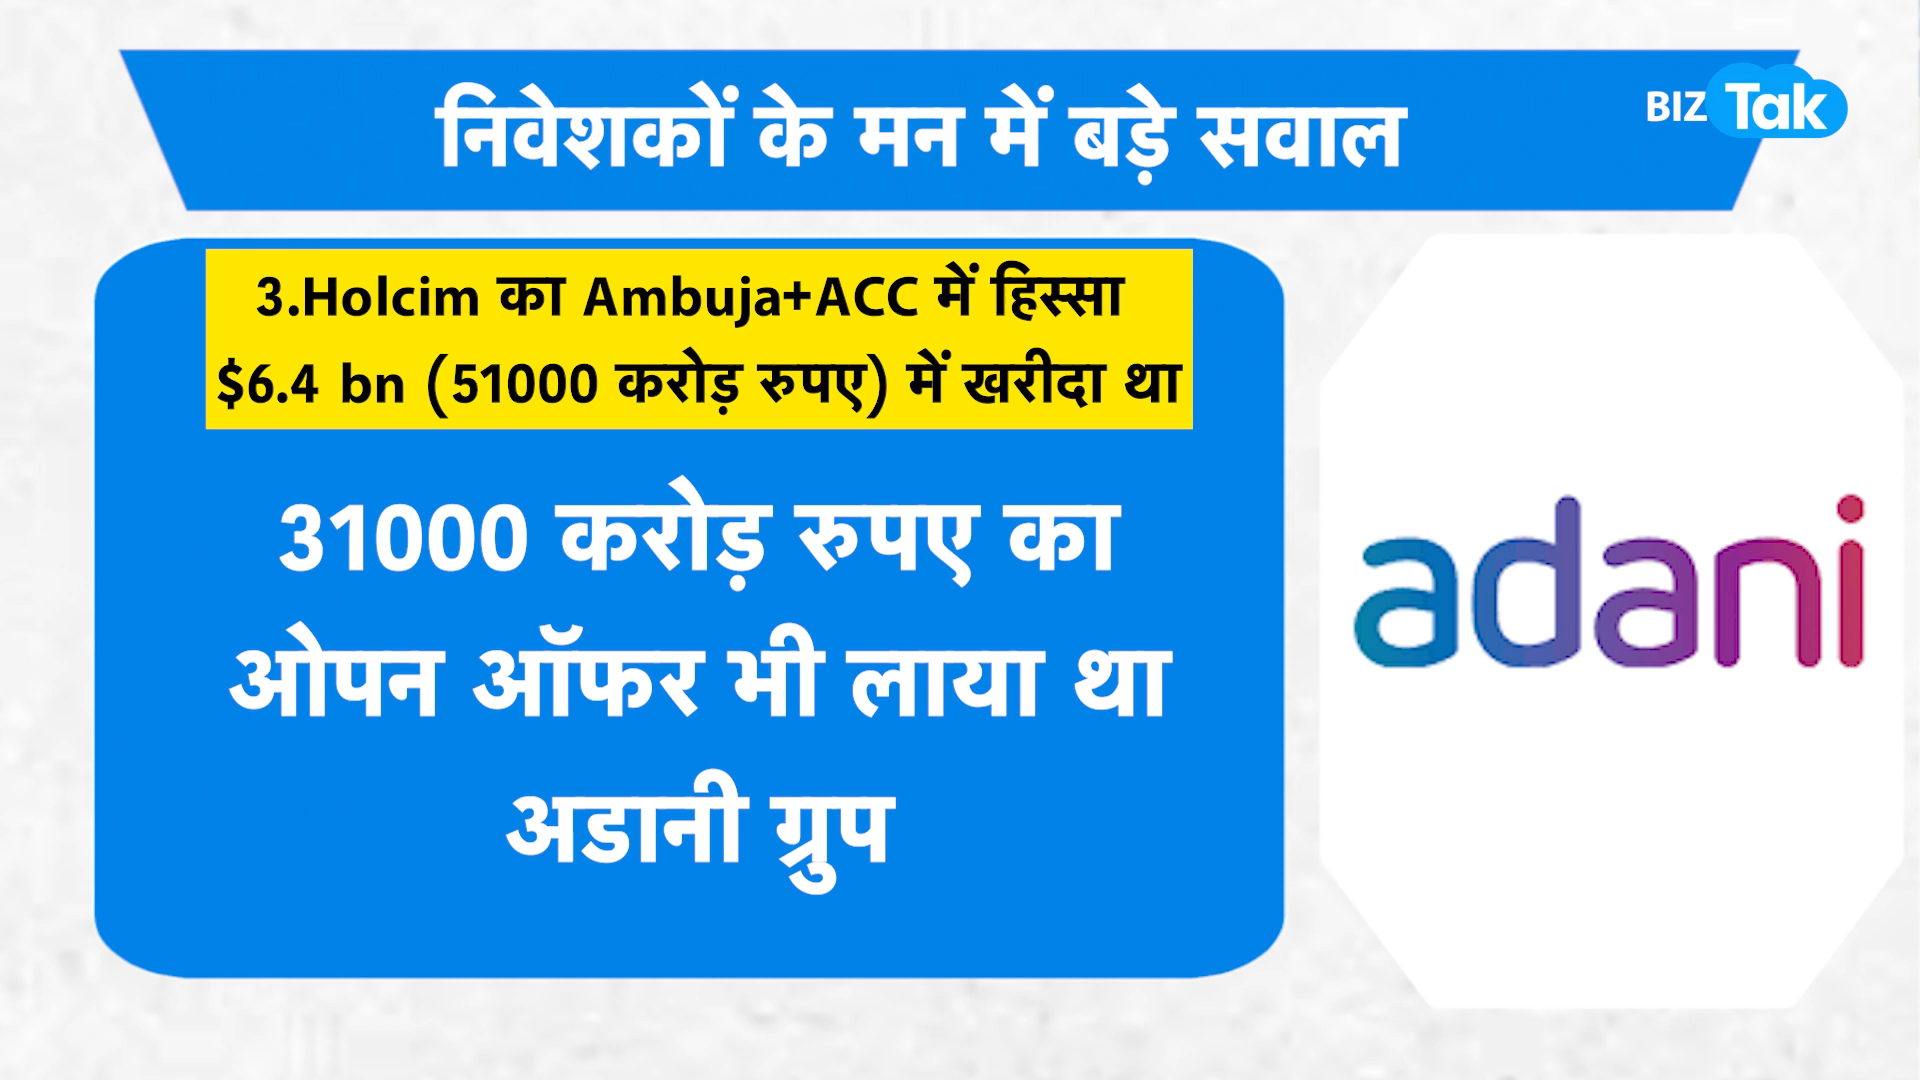 निवेशकों के मन में बड़े सवाल
BIZ Tak
3.Holcim का Ambuja+ACC में हिस्सा
$6.4 bn (51000 करोड़ रुपए) में खरीदा था
31000 करोड़ रुपए का
ओपन ऑफर भी लाया था
अडानी ग्रुप
adani